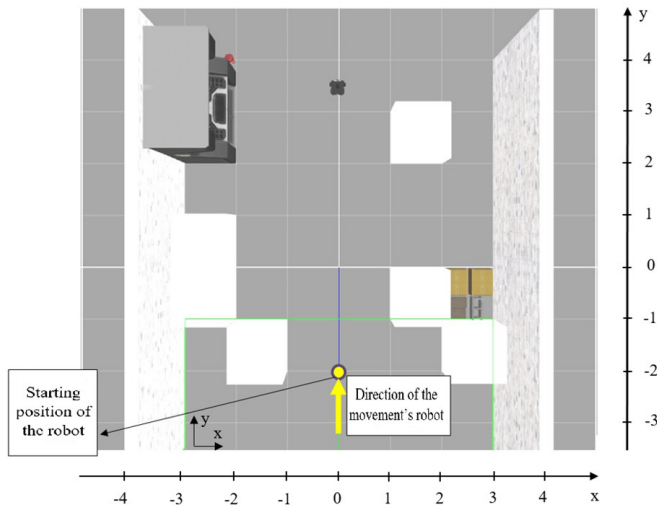 y
4
3
2
1
0
-1
-2
-3
Starting
position of
the robot
Direction of the
movement's robot
y
x
-4
-3
-2
-1
0
1
2
3
4
x